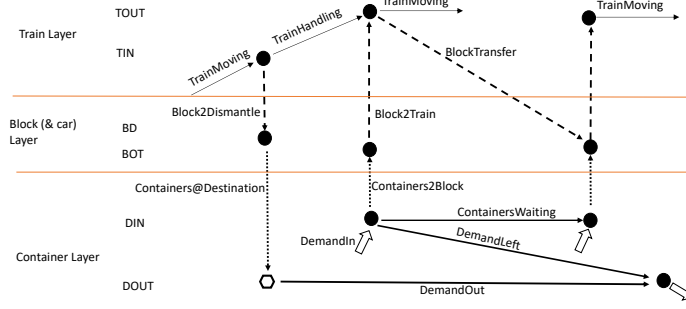 TOUT
TrainMoving
TrainMoving
Train Layer
TrainHandling
TIN
BlockTransfer
TrainMoving
Block2Dismantle
Block2Train
Block (& car)
Layer
BD
BOT
Containers@Destination
Containers2Block
ContainersWaiting
DIN
DemandIn
DemandLeft
Container Layer
DOUT
DemandOut